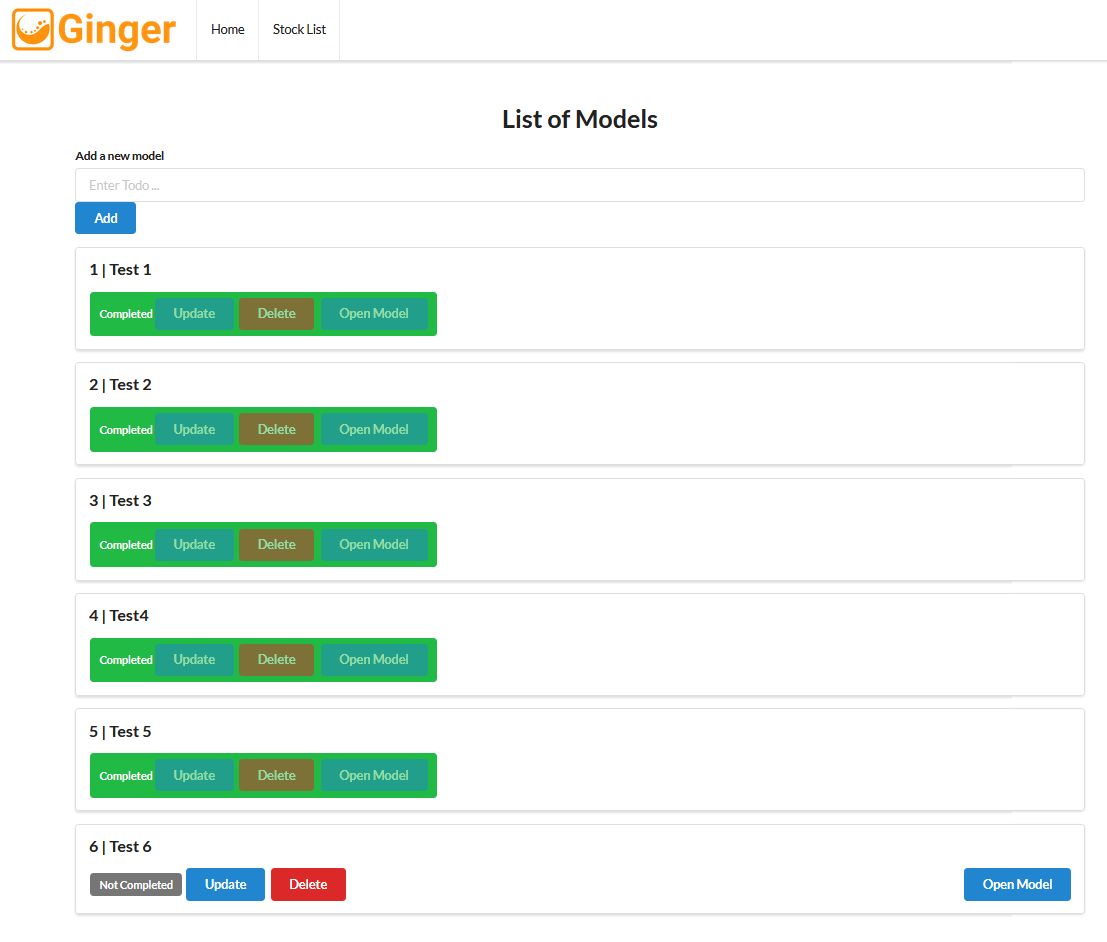 Ginger Home Stock List
List of Models
Add a new model
Enter Todo ...
Add
1 | Test 1
Completed Update Delete Open Model
2 | Test 2
Completed Update Delete Open Model
3 | Test 3
Completed Update Delete Open Model
4 | Test4
Completed Update Delete Open Model
5 | Test 5
Completed Update Delete Open Model
6 | Test 6
Not Completed Update Delete Open Model